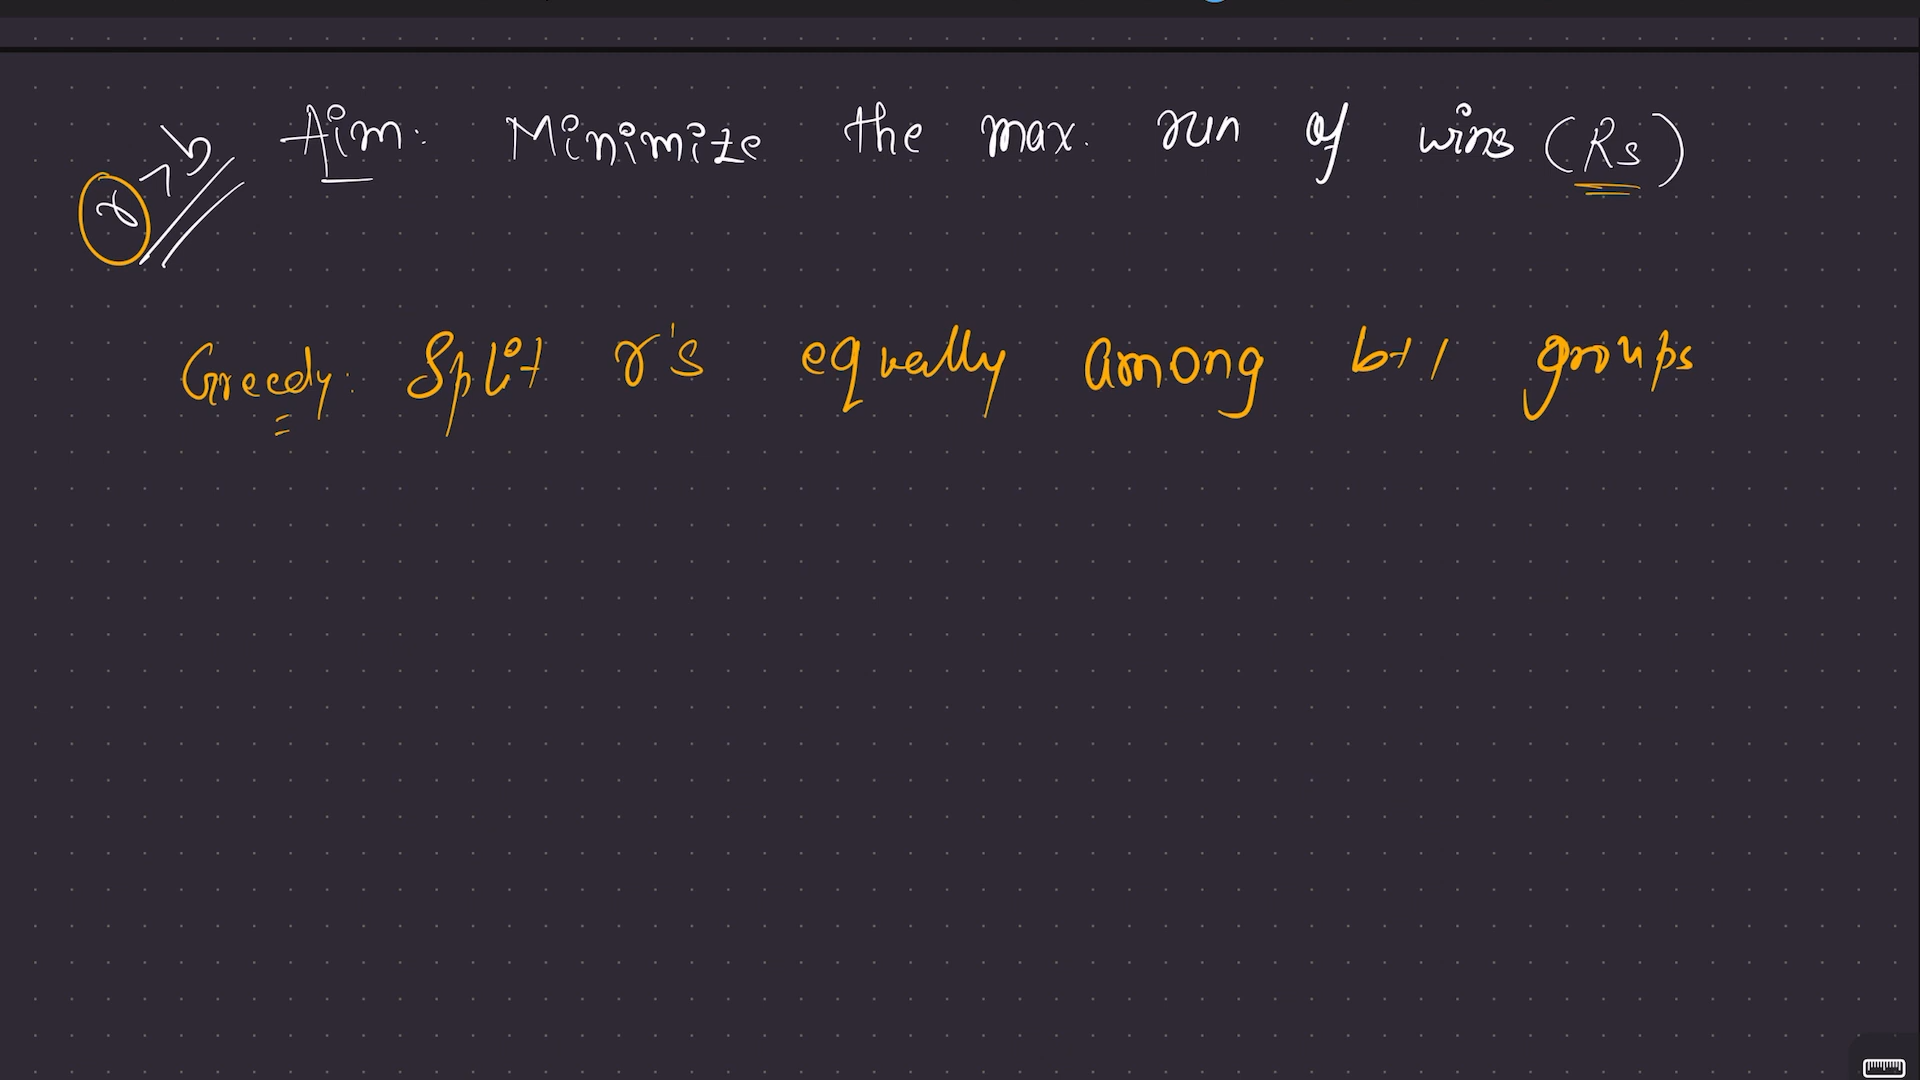 r > b
Aim: Minimize the max. run of wins (Rs)
Greedy: Split r's equally among b+1 groups